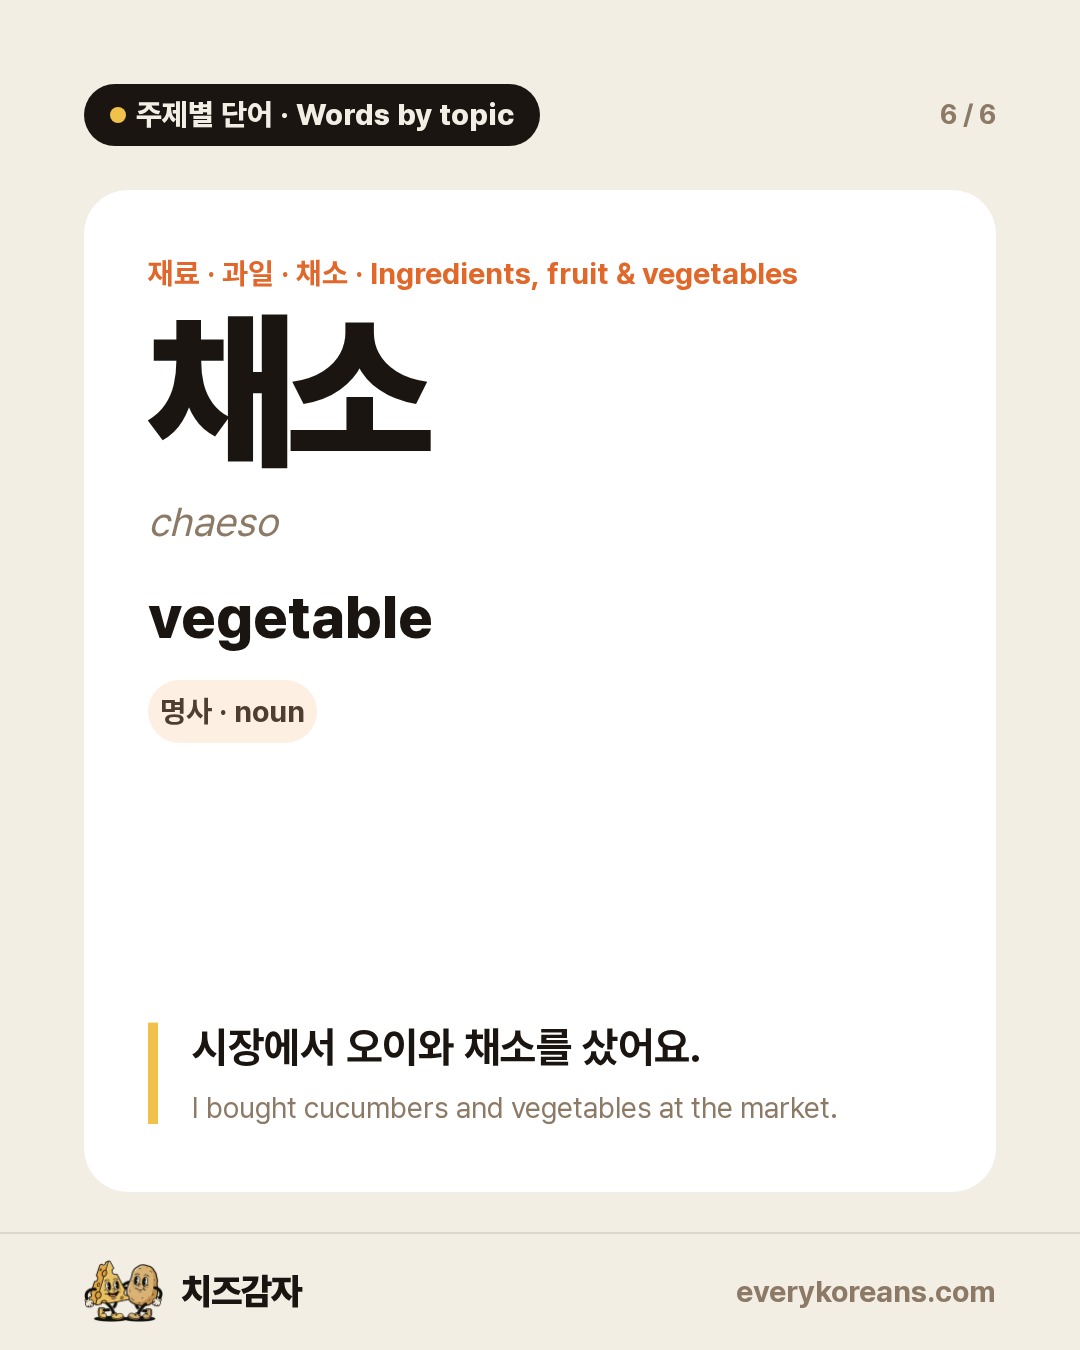 주제별 단어 · Words by topic
6 / 6
재료 · 과일 · 채소 · Ingredients, fruit & vegetables
채소
chaeso
vegetable
명사 · noun
시장에서 오이와 채소를 샀어요.
I bought cucumbers and vegetables at the market.
치즈감자
everykoreans.com